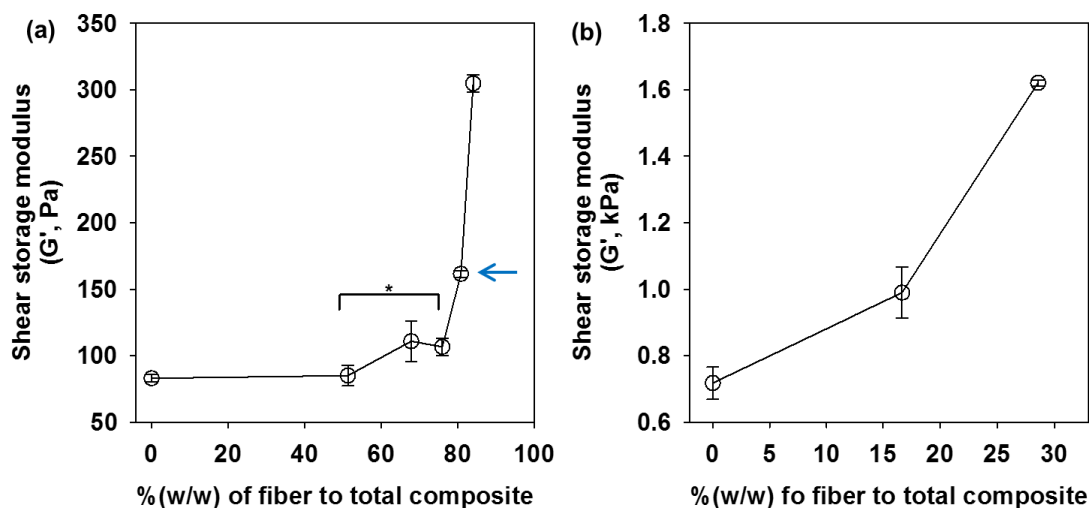 (a)
Shear storage modulus
(G', Pa)
350
300
250
200
150
100
50
*
0 20 40 60 80 100
%(w/w) of fiber to total composite
(b)
Shear storage modulus
(G', kPa)
1.8
1.6
1.4
1.2
1.0
0.8
0.6
0 5 10 15 20 25 30
%(w/w) fo fiber to total composite